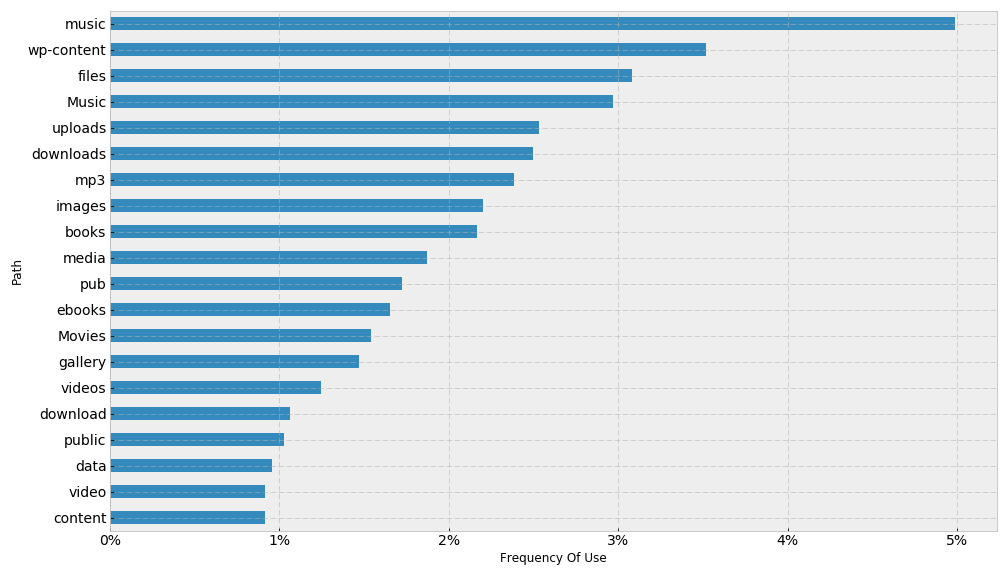 music
wp-content
files
Music
uploads
downloads
mp3
images
books
media
pub
ebooks
Movies
gallery
videos
download
public
data
video
content
Path
0% 1% 2% 3% 4% 5%
Frequency Of Use